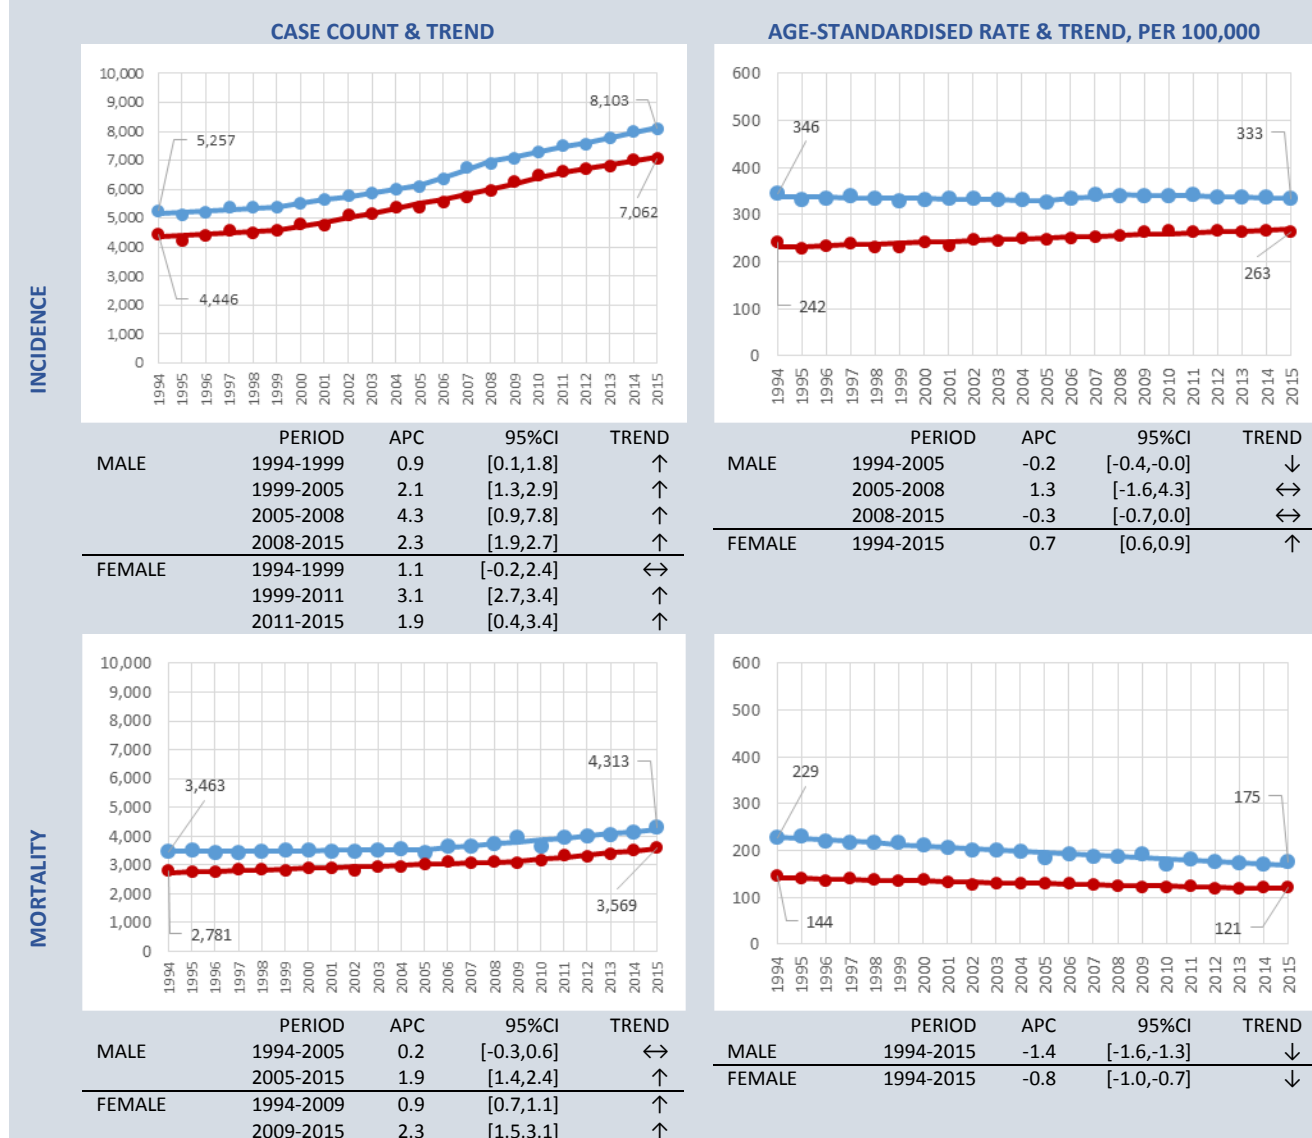 CASE COUNT & TREND
AGE-STANDARDISED RATE & TREND, PER 100,000
INCIDENCE
10,000
9,000
8,000
7,000
6,000
5,000
4,000
3,000
2,000
1,000
0
5,257
8,103
4,446
7,062
1994 1995 1996 1997 1998 1999 2000 2001 2002 2003 2004 2005 2006 2007 2008 2009 2010 2011 2012 2013 2014 2015
600
500
400
300
200
100
0
346
333
242
263
1994 1995 1996 1997 1998 1999 2000 2001 2002 2003 2004 2005 2006 2007 2008 2009 2010 2011 2012 2013 2014 2015
PERIOD APC 95%CI TREND
MALE 1994-1999 0.9 [0.1,1.8] ↑
1999-2005 2.1 [1.3,2.9] ↑
2005-2008 4.3 [0.9,7.8] ↑
2008-2015 2.3 [1.9,2.7] ↑
FEMALE 1994-1999 1.1 [-0.2,2.4] ↔
1999-2011 3.1 [2.7,3.4] ↑
2011-2015 1.9 [0.4,3.4] ↑
PERIOD APC 95%CI TREND
MALE 1994-2005 -0.2 [-0.4,-0.0] ↓
2005-2008 1.3 [-1.6,4.3] ↔
2008-2015 -0.3 [-0.7,0.0] ↔
FEMALE 1994-2015 0.7 [0.6,0.9] ↑
MORTALITY
10,000
9,000
8,000
7,000
6,000
5,000
4,000
3,000
2,000
1,000
0
3,463
4,313
2,781
3,569
1994 1995 1996 1997 1998 1999 2000 2001 2002 2003 2004 2005 2006 2007 2008 2009 2010 2011 2012 2013 2014 2015
600
500
400
300
200
100
0
229
175
144
121
1994 1995 1996 1997 1998 1999 2000 2001 2002 2003 2004 2005 2006 2007 2008 2009 2010 2011 2012 2013 2014 2015
PERIOD APC 95%CI TREND
MALE 1994-2005 0.2 [-0.3,0.6] ↔
2005-2015 1.9 [1.4,2.4] ↑
FEMALE 1994-2009 0.9 [0.7,1.1] ↑
2009-2015 2.3 [1.5,3.1] ↑
PERIOD APC 95%CI TREND
MALE 1994-2015 -1.4 [-1.6,-1.3] ↓
FEMALE 1994-2015 -0.8 [-1.0,-0.7] ↓